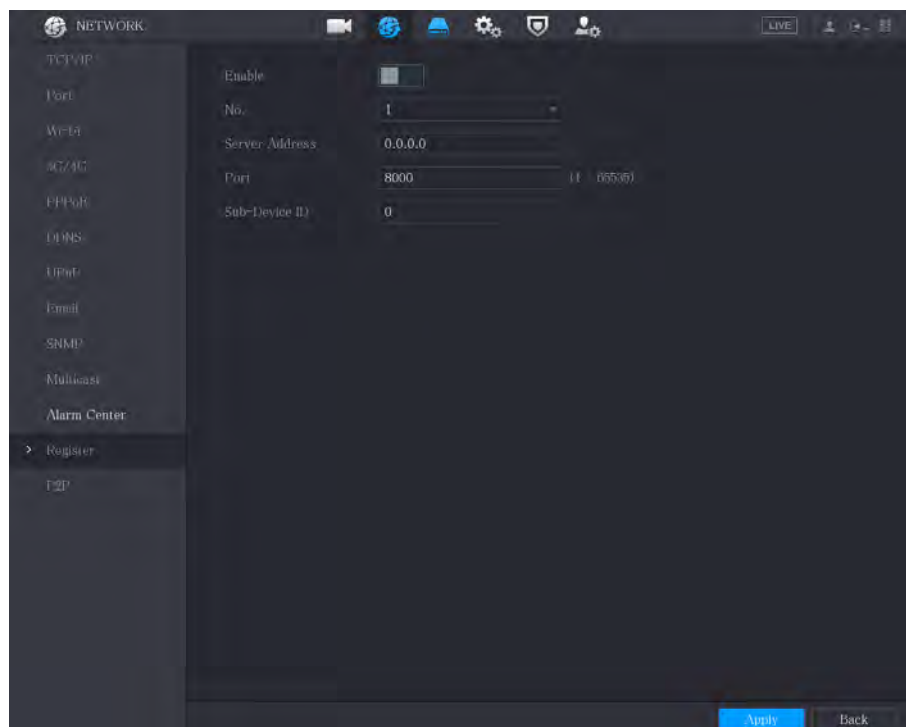 NETWORK
LIVE
TCP/IP
Port
Wi-Fi
3G/4G
PPPoE
DDNS
UPnP
Email
SNMP
Multicast
Alarm Center
Register
P2P
Enable
No. 1
Server Address 0.0.0.0
Port 8000 (1 65535)
Sub-Device ID 0
Apply Back